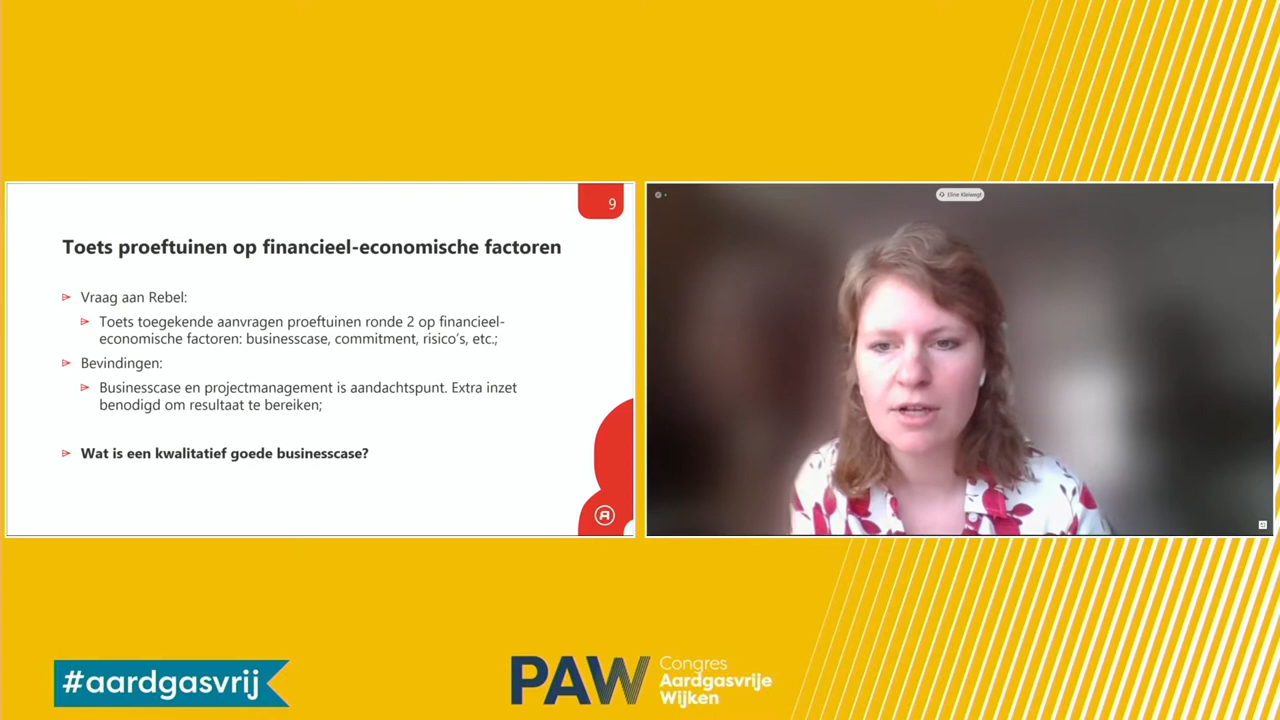 9
Toets proeftuinen op financieel-economische factoren
Vraag aan Rebel:
Toets toegekende aanvragen proeftuinen ronde 2 op financieel-
economische factoren: businesscase, commitment, risico's, etc.;
Bevindingen:
Businesscase en projectmanagement is aandachtspunt. Extra inzet
benodigd om resultaat te bereiken;
Wat is een kwalitatief goede businesscase?
Eline Kleiwegt
#aardgasvrij
PAW
Congres
Aardgasvrije
Wijken